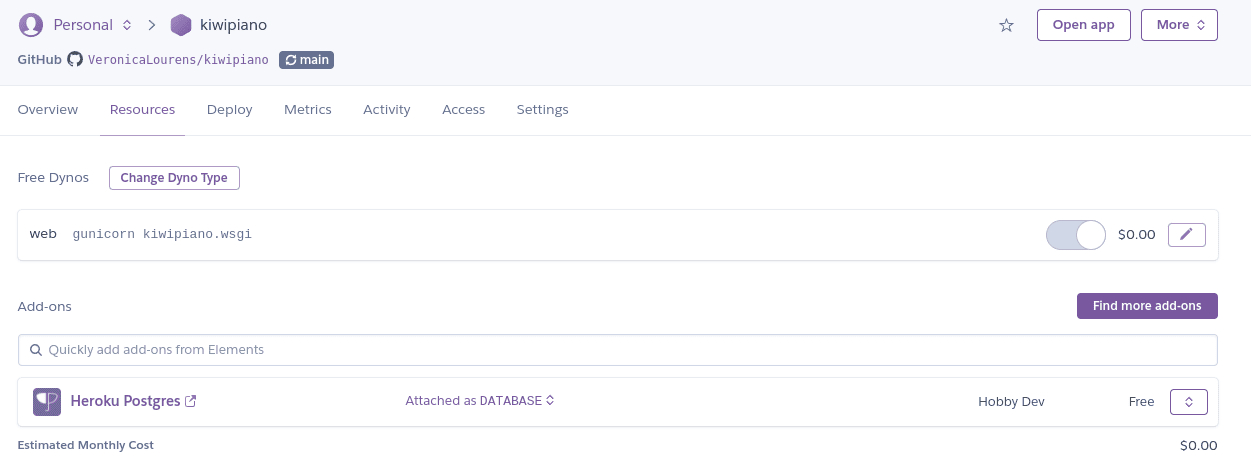 Personal kiwipiano Open app More
GitHub VeronicaLourens/kiwipiano main
Overview Resources Deploy Metrics Activity Access Settings
Free Dynos Change Dyno Type
web gunicorn kiwipiano.wsgi $0.00
Add-ons Find more add-ons
Quickly add add-ons from Elements
Heroku Postgres Attached as DATABASE Hobby Dev Free
Estimated Monthly Cost $0.00